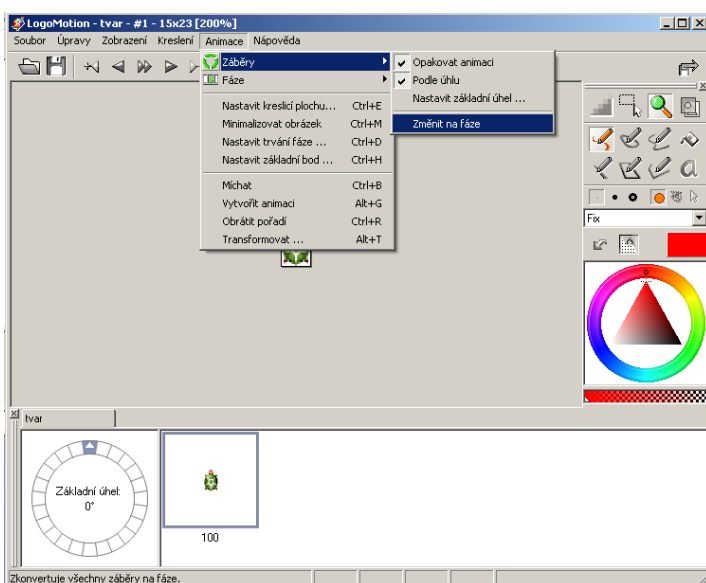 LogoMotion - tvar - #1 - 15x23 [200%]
Soubor Úpravy Zobrazení Kreslení Animace Nápověda
Záběry
Fáze
Nastavit kreslicí plochu... Ctrl+E
Minimalizovat obrázek Ctrl+M
Nastavit trvání fáze ... Ctrl+D
Nastavit základní bod ... Ctrl+H
Míchat Ctrl+B
Vytvořit animaci Alt+G
Obrátit pořadí Ctrl+R
Transformovat ... Alt+T
Opakovat animaci
Podle úhlu
Nastavit základní úhel ...
Změnit na fáze
Fix
tvar
Základní úhel:
0°
100
Zkonvertuje všechny záběry na fáze.